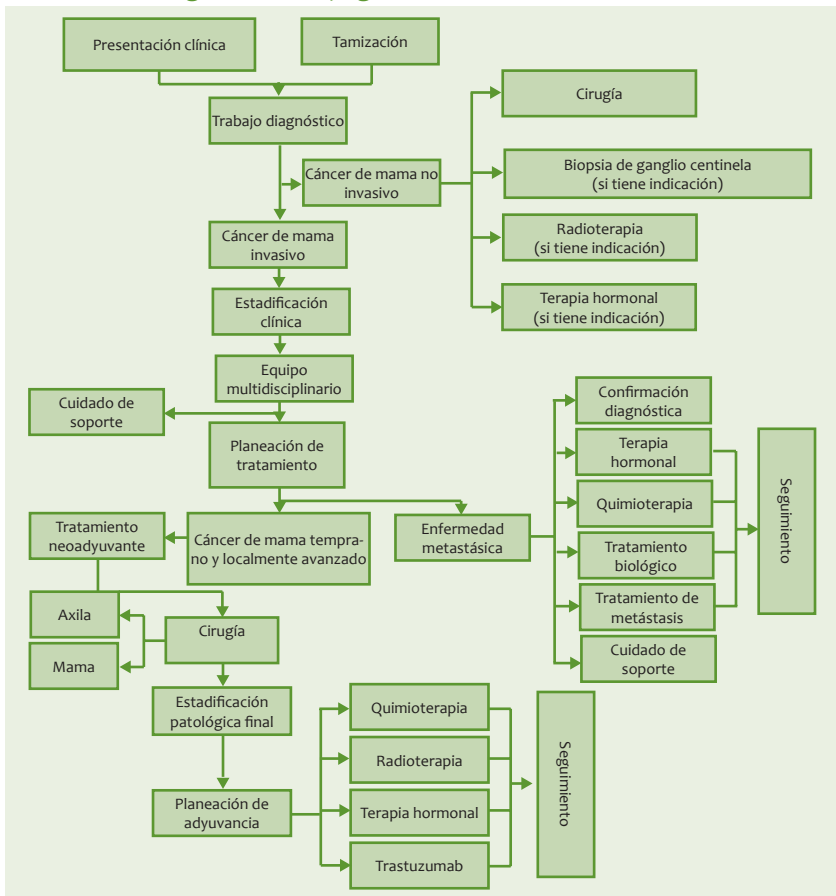 Presentación clínica
Tamización
Trabajo diagnóstico
Cirugía
Cáncer de mama no
invasivo
Biopsia de ganglio centinela
(si tiene indicación)
Cáncer de mama
invasivo
Radioterapia
(si tiene indicación)
Estadificación
clínica
Terapia hormonal
(si tiene indicación)
Equipo
multidisciplinario
Cuidado de
soporte
Planeación de
tratamiento
Confirmación
diagnóstica
Terapia
hormonal
Quimioterapia
Tratamiento
biológico
Tratamiento de
metástasis
Cuidado de
soporte
Seguimiento
Tratamiento
neoadyuvante
Cáncer de mama tempra-
no y localmente avanzado
Enfermedad
metastásica
Axila
Mama
Cirugía
Estadificación
patológica final
Planeación de
adyuvancia
Quimioterapia
Radioterapia
Terapia hormonal
Trastuzumab
Seguimiento